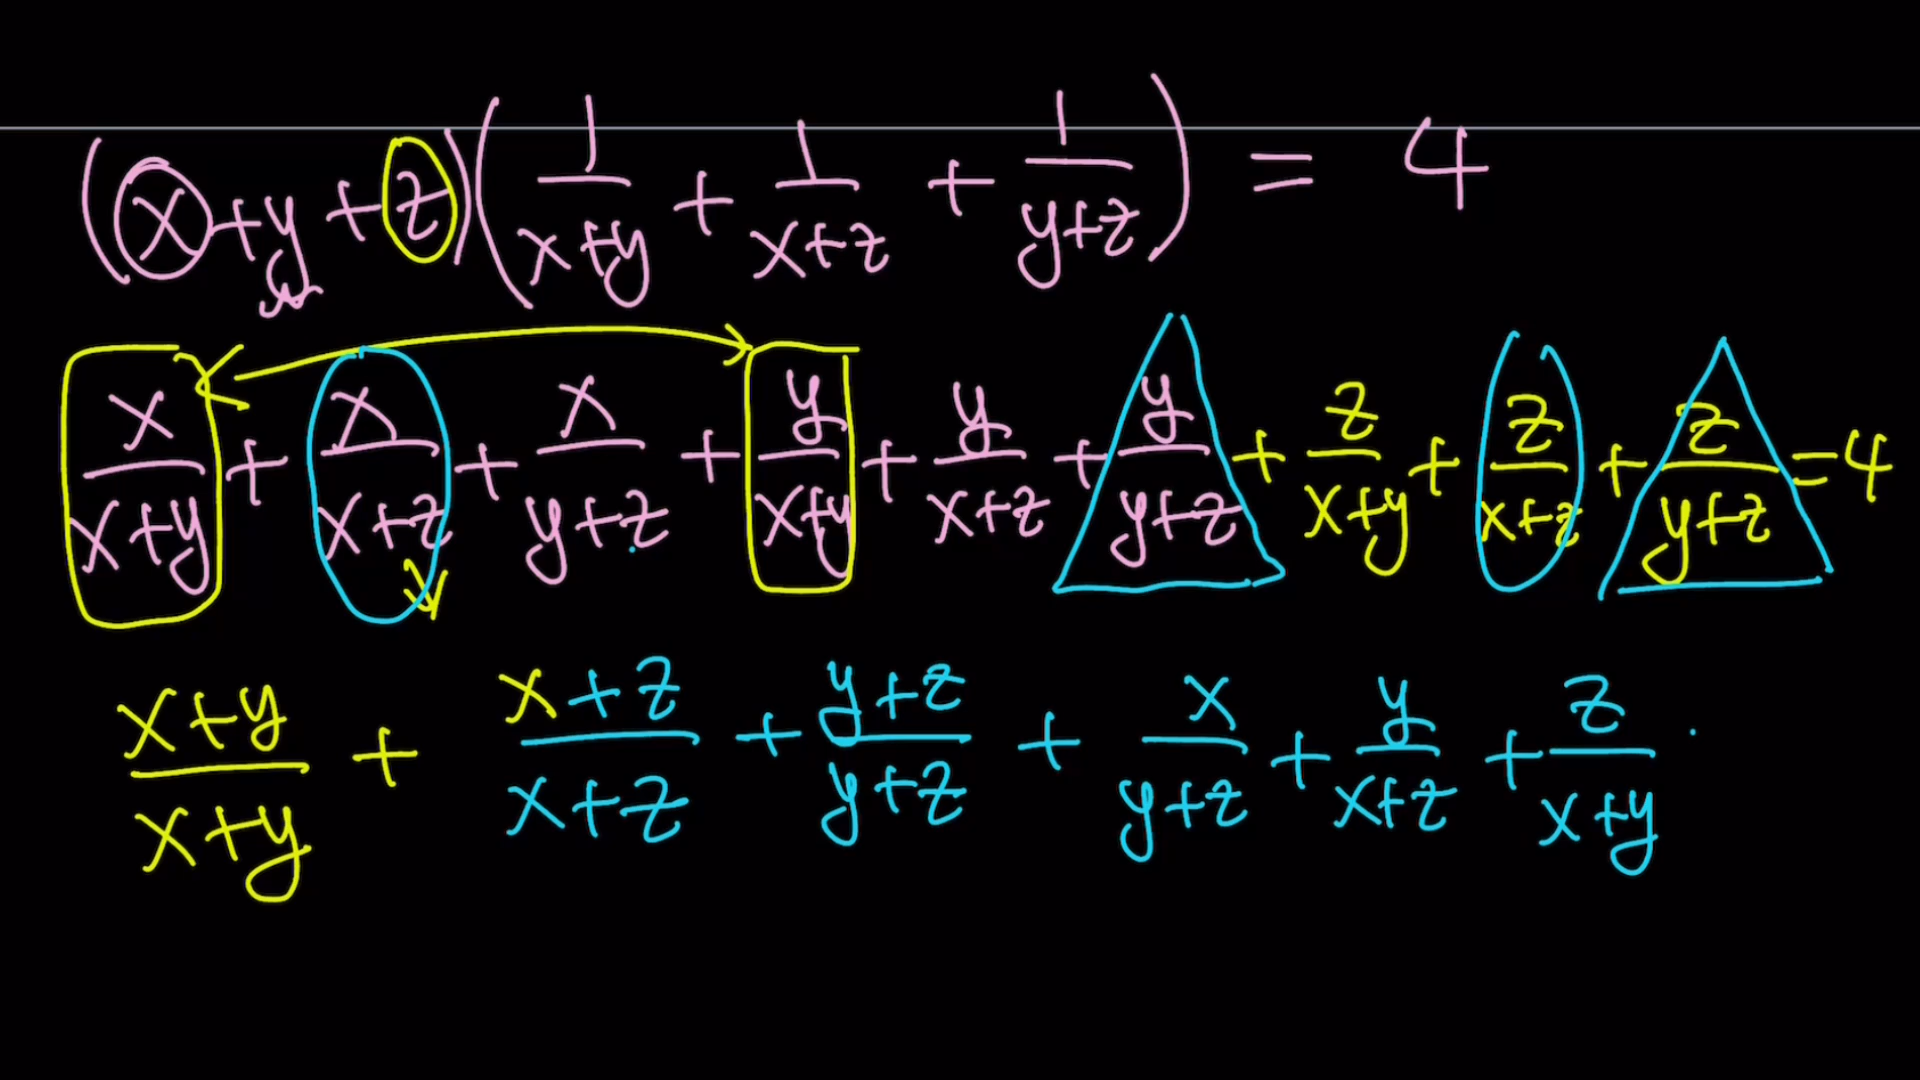 (x+y+z)(1/(x+y) + 1/(x+z) + 1/(y+z)) = 4
x/(x+y) + x/(x+z) + x/(y+z) + y/(x+y) + y/(x+z) + y/(y+z) + z/(x+y) + z/(x+z) + z/(y+z) = 4
(x+y)/(x+y) + (x+z)/(x+z) + (y+z)/(y+z) + x/(y+z) + y/(x+z) + z/(x+y)